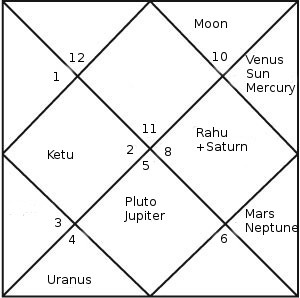 Moon
12
10
1
Venus
Sun
Mercury
11
Rahu
+Saturn
2
8
Ketu
5
Pluto
Jupiter
3
Mars
Neptune
4
6
Uranus